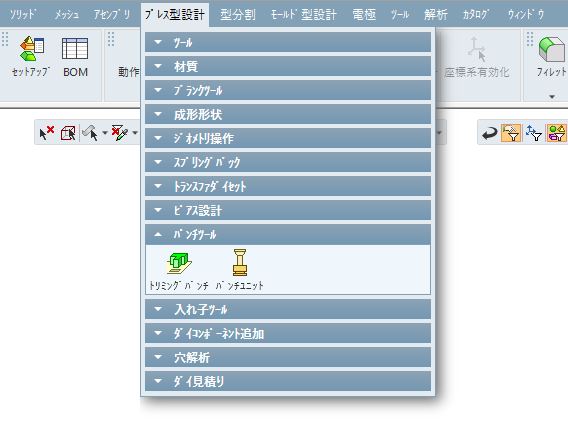 ｿﾘｯﾄﾞ ﾒｯｼｭ ｱｾﾝﾌﾞﾘ ﾌﾟﾚｽ型設計 型分割 ﾓｰﾙﾄﾞ型設計 電極 ﾂｰﾙ 解析 ｶﾀﾛｸﾞ ｳｨﾝﾄﾞｳ
ｾｯﾄｱｯﾌﾟ BOM 動作 座標系有効化 ﾌｨﾚｯﾄ
ﾂｰﾙ
材質
ﾌﾞﾗﾝｸﾂｰﾙ
成形形状
ｼﾞｵﾒﾄﾘ操作
ｽﾌﾟﾘﾝｸﾞﾊﾞｯｸ
ﾄﾗﾝｽﾌｧﾀﾞｲｾｯﾄ
ﾋﾟｱｽ設計
ﾊﾟﾝﾁﾂｰﾙ
ﾄﾘﾐﾝｸﾞﾊﾟﾝﾁ ﾊﾟﾝﾁﾕﾆｯﾄ
入れ子ﾂｰﾙ
ﾀﾞｲｺﾝﾎﾟｰﾈﾝﾄ追加
穴解析
ﾀﾞｲ見積り